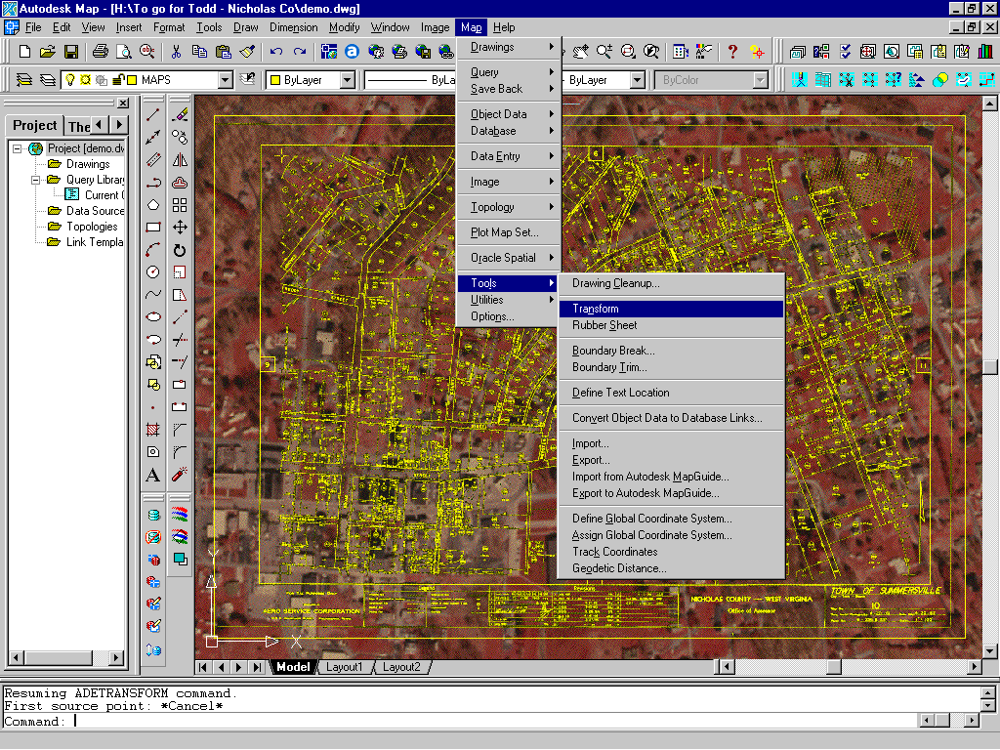 Autodesk Map - [H:\To go for Todd - Nicholas Co\demo.dwg]
File Edit View Insert Format Tools Draw Dimension Modify Window Image Map Help
MAPS ByLayer ByLa ByLayer ByColor
Project The
Project [demo.dw
Drawings
Query Library
Current
Data Source
Topologies
Link Templa
Drawings
Query
Save Back
Object Data
Database
Data Entry
Image
Topology
Plot Map Set...
Oracle Spatial
Tools
Utilities
Options...
Drawing Cleanup...
Transform
Rubber Sheet
Boundary Break...
Boundary Trim...
Define Text Location
Convert Object Data to Database Links...
Import...
Export...
Import from Autodesk MapGuide...
Export to Autodesk MapGuide...
Define Global Coordinate System...
Assign Global Coordinate System...
Track Coordinates
Geodetic Distance...
6
9
11
AERO SERVICE CORPORATION
Legend
Revisions
NICHOLAS COUNTY - WEST VIRGINIA
Office of Assessor
TOWN OF SUMMERSVILLE
10
Y
X
Model Layout1 Layout2
Resuming ADETRANSFORM command.
First source point: *Cancel*
Command: